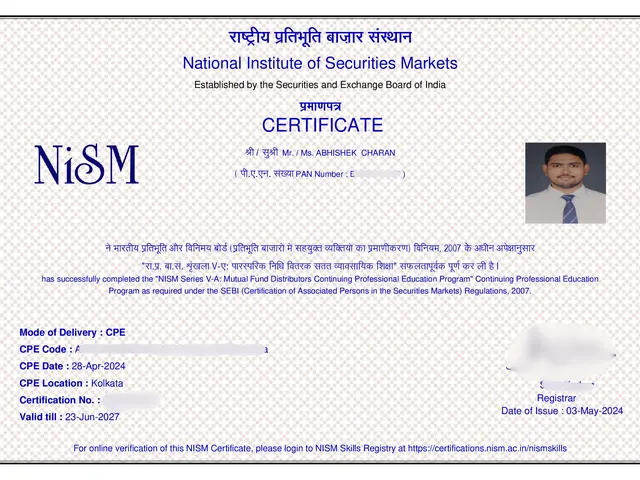 राष्ट्रीय प्रतिभूति बाज़ार संस्थान
National Institute of Securities Markets
Established by the Securities and Exchange Board of India
प्रमाणपत्र
CERTIFICATE
NiSM
श्री / सुश्री Mr. / Ms. ABHISHEK CHARAN
( पी.ए.एन. संख्या PAN Number : E )
ने भारतीय प्रतिभूति और विनिमय बोर्ड (प्रतिभूति बाजारो में सहयुक्त व्यक्तियों का प्रमाणीकरण) विनियम, 2007 के अधीन अपेक्षानुसार
"रा.प्र. बा.सं. शृंखला V-ए: पारस्परिक निधि वितरक सतत व्यावसायिक शिक्षा" सफलतापूर्वक पूर्ण कर ली है।
has successfully completed the "NISM Series V-A: Mutual Fund Distributors Continuing Professional Education Program" Continuing Professional Education
Program as required under the SEBI (Certification of Associated Persons in the Securities Markets) Regulations, 2007.
Mode of Delivery : CPE
CPE Code : A a
CPE Date : 28-Apr-2024
CPE Location : Kolkata
Certification No. :
Valid till : 23-Jun-2027
Registrar
Date of Issue : 03-May-2024
For online verification of this NISM Certificate, please login to NISM Skills Registry at https://certifications.nism.ac.in/nismskills